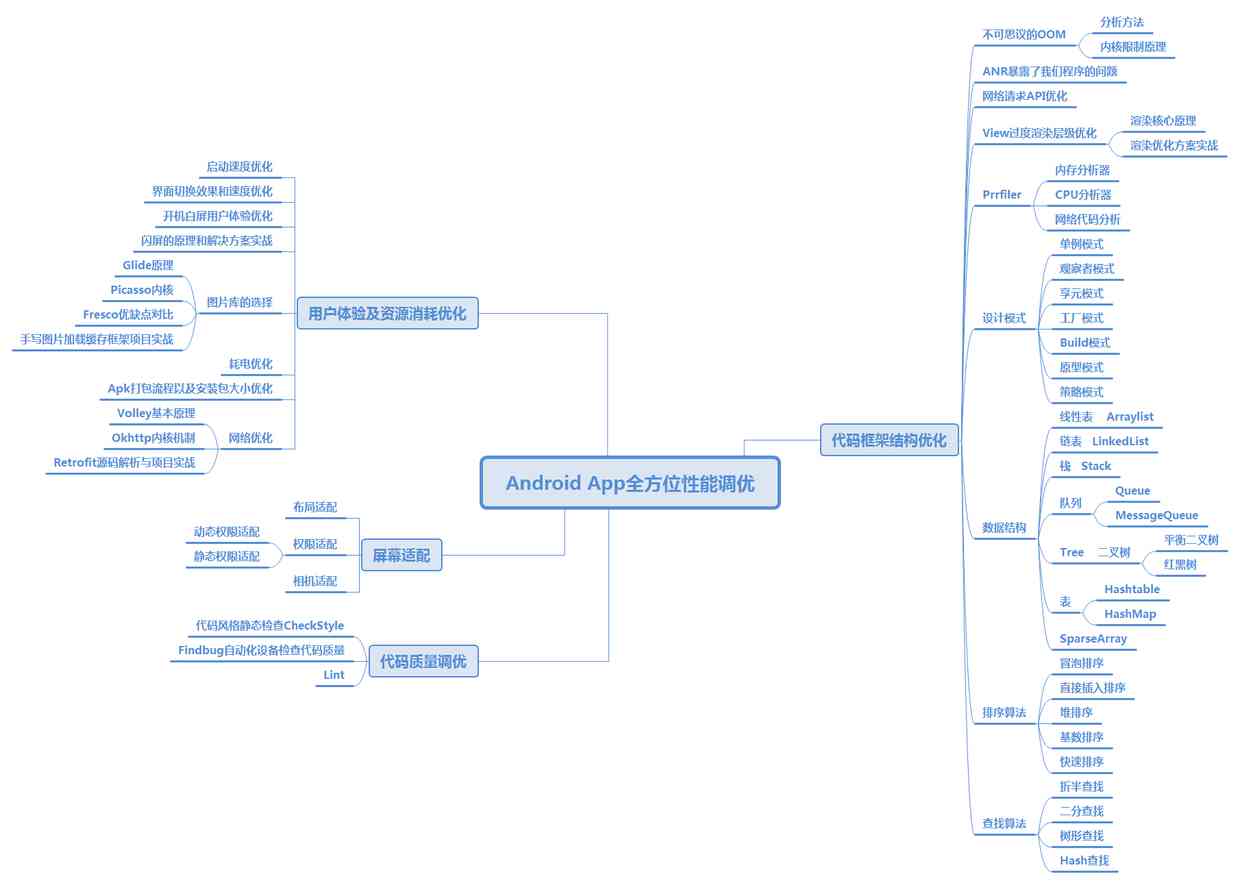 Android App全方位性能调优
代码框架结构优化
不可思议的OOM
分析方法
内核限制原理
ANR暴露了我们程序的问题
网络请求API优化
View过度渲染层级优化
渲染核心原理
渲染优化方案实战
Prrfiler
内存分析器
CPU分析器
网络代码分析
设计模式
单例模式
观察者模式
享元模式
工厂模式
Build模式
原型模式
策略模式
数据结构
线性表 Arraylist
链表 LinkedList
栈 Stack
队列
Queue
MessageQueue
Tree 二叉树
平衡二叉树
红黑树
表
Hashtable
HashMap
SparseArray
排序算法
冒泡排序
直接插入排序
堆排序
基数排序
快速排序
查找算法
折半查找
二分查找
树形查找
Hash查找
用户体验及资源消耗优化
启动速度优化
界面切换效果和速度优化
开机白屏用户体验优化
闪屏的原理和解决方案实战
图片库的选择
Glide原理
Picasso内核
Fresco优缺点对比
手写图片加载缓存框架项目实战
耗电优化
Apk打包流程以及安装包大小优化
网络优化
Volley基本原理
Okhttp内核机制
Retrofit源码解析与项目实战
屏幕适配
布局适配
权限适配
动态权限适配
静态权限适配
相机适配
代码质量调优
代码风格静态检查CheckStyle
Findbug自动化设备检查代码质量
Lint